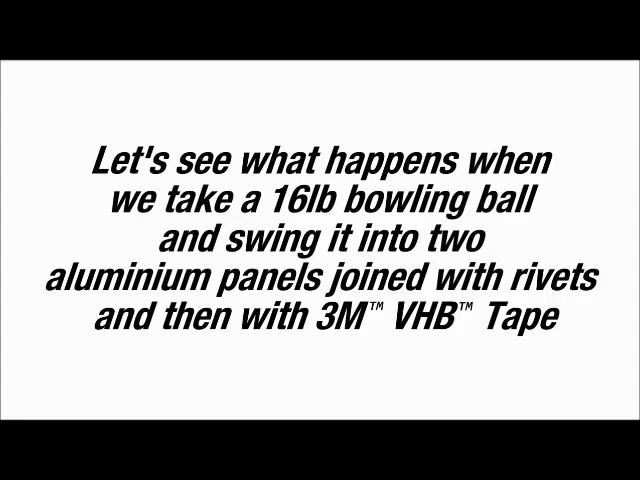 Let's see what happens when
we take a 16lb bowling ball
and swing it into two
aluminium panels joined with rivets
and then with 3M™ VHB™ Tape